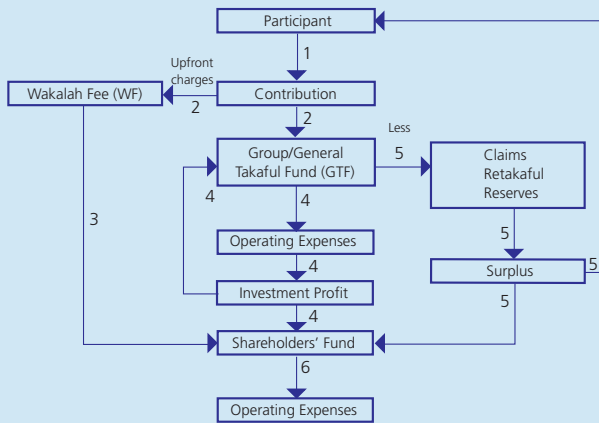 Participant
1
Upfront
charges
Wakalah Fee (WF)
2
Contribution
2
Less
Group/General
Takaful Fund (GTF)
5
Claims
Retakaful
Reserves
4
4
3
5
Operating Expenses
4
Surplus
5
Investment Profit
4
5
Shareholders’ Fund
6
Operating Expenses